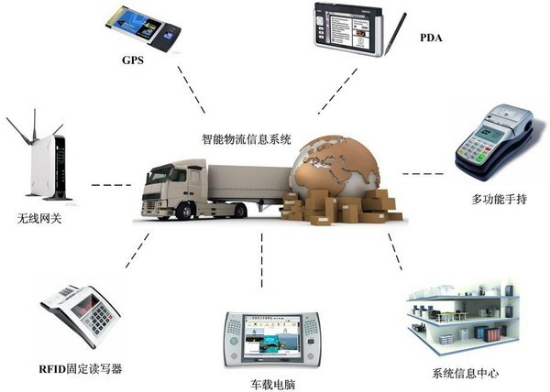 GPS
PDA
智能物流信息系统
无线网关
多功能手持
RFID固定读写器
车载电脑
系统信息中心